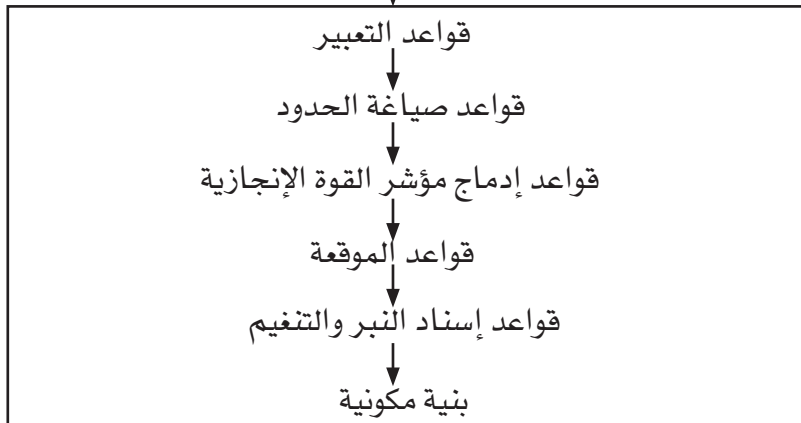 قواعد التعبير
قواعد صياغة الحدود
قواعد إدماج مؤشر القوة الإنجازية
قواعد الموقعة
قواعد إسناد النبر والتنغيم
بنية مكونية